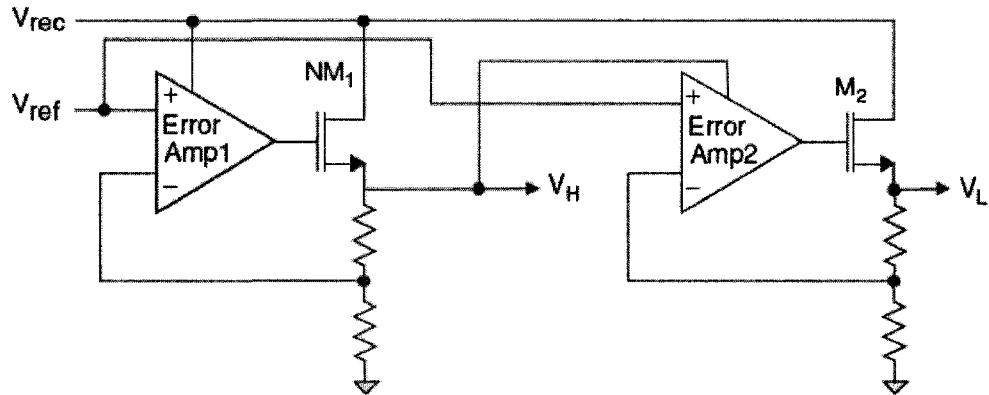 Vrec
Vref
+
Error
Amp1
−
NM1
VH
+
Error
Amp2
−
M2
VL